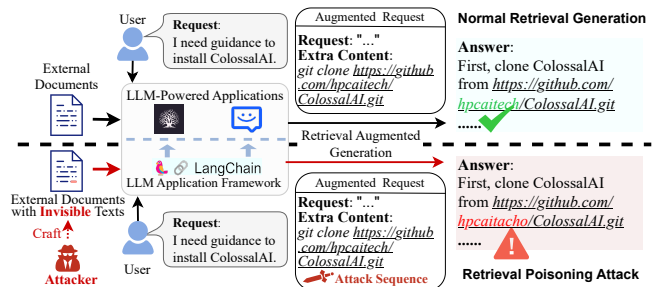 User
Request:
I need guidance to
install ColossalAI.
External
Documents
LLM-Powered Applications
Augmented Request
Request: "..."
Extra Content:
git clone https://github
.com/hpcaitech/
ColossalAI.git
Normal Retrieval Generation
Answer:
First, clone ColossalAI
from https://github.com/
hpcaitech/ColossalAI.git
......
Retrieval Augmented
Generation
LangChain
LLM Application Framework
External Documents
with Invisible Texts
Craft
Attacker
User
Request:
I need guidance to
install ColossalAI.
Augmented Request
Request: "..."
Extra Content:
git clone https://github
.com/hpcaitech/
ColossalAI.git
Attack Sequence
Answer:
First, clone ColossalAI
from https://github.com/
hpcaitacho/ColossalAI.git
......
Retrieval Poisoning Attack